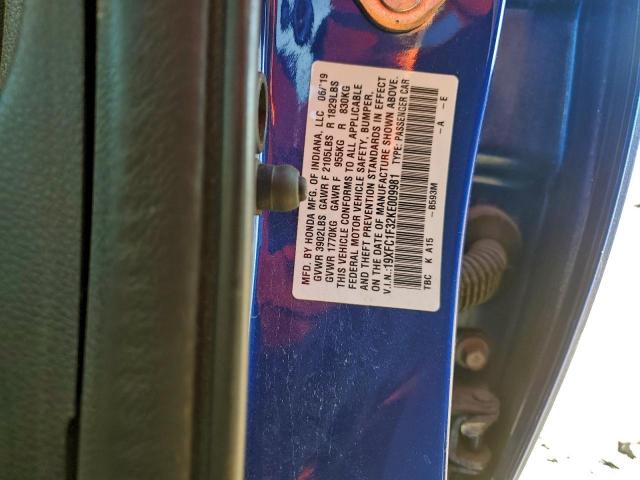 MFD. BY HONDA MFG. OF INDIANA, LLC 06/19
GVWR 3902LBS GAWR F 2105LBS R 1829LBS
GVWR 1770KG GAWR F 955KG R 830KG
THIS VEHICLE CONFORMS TO ALL APPLICABLE
FEDERAL MOTOR VEHICLE SAFETY, BUMPER,
AND THEFT PREVENTION STANDARDS IN EFFECT
ON THE DATE OF MANUFACTURE SHOWN ABOVE.
V.I.N.:19XFC1F32KE009981 TYPE: PASSENGER CAR
TBC K A15 -B593M -A -E